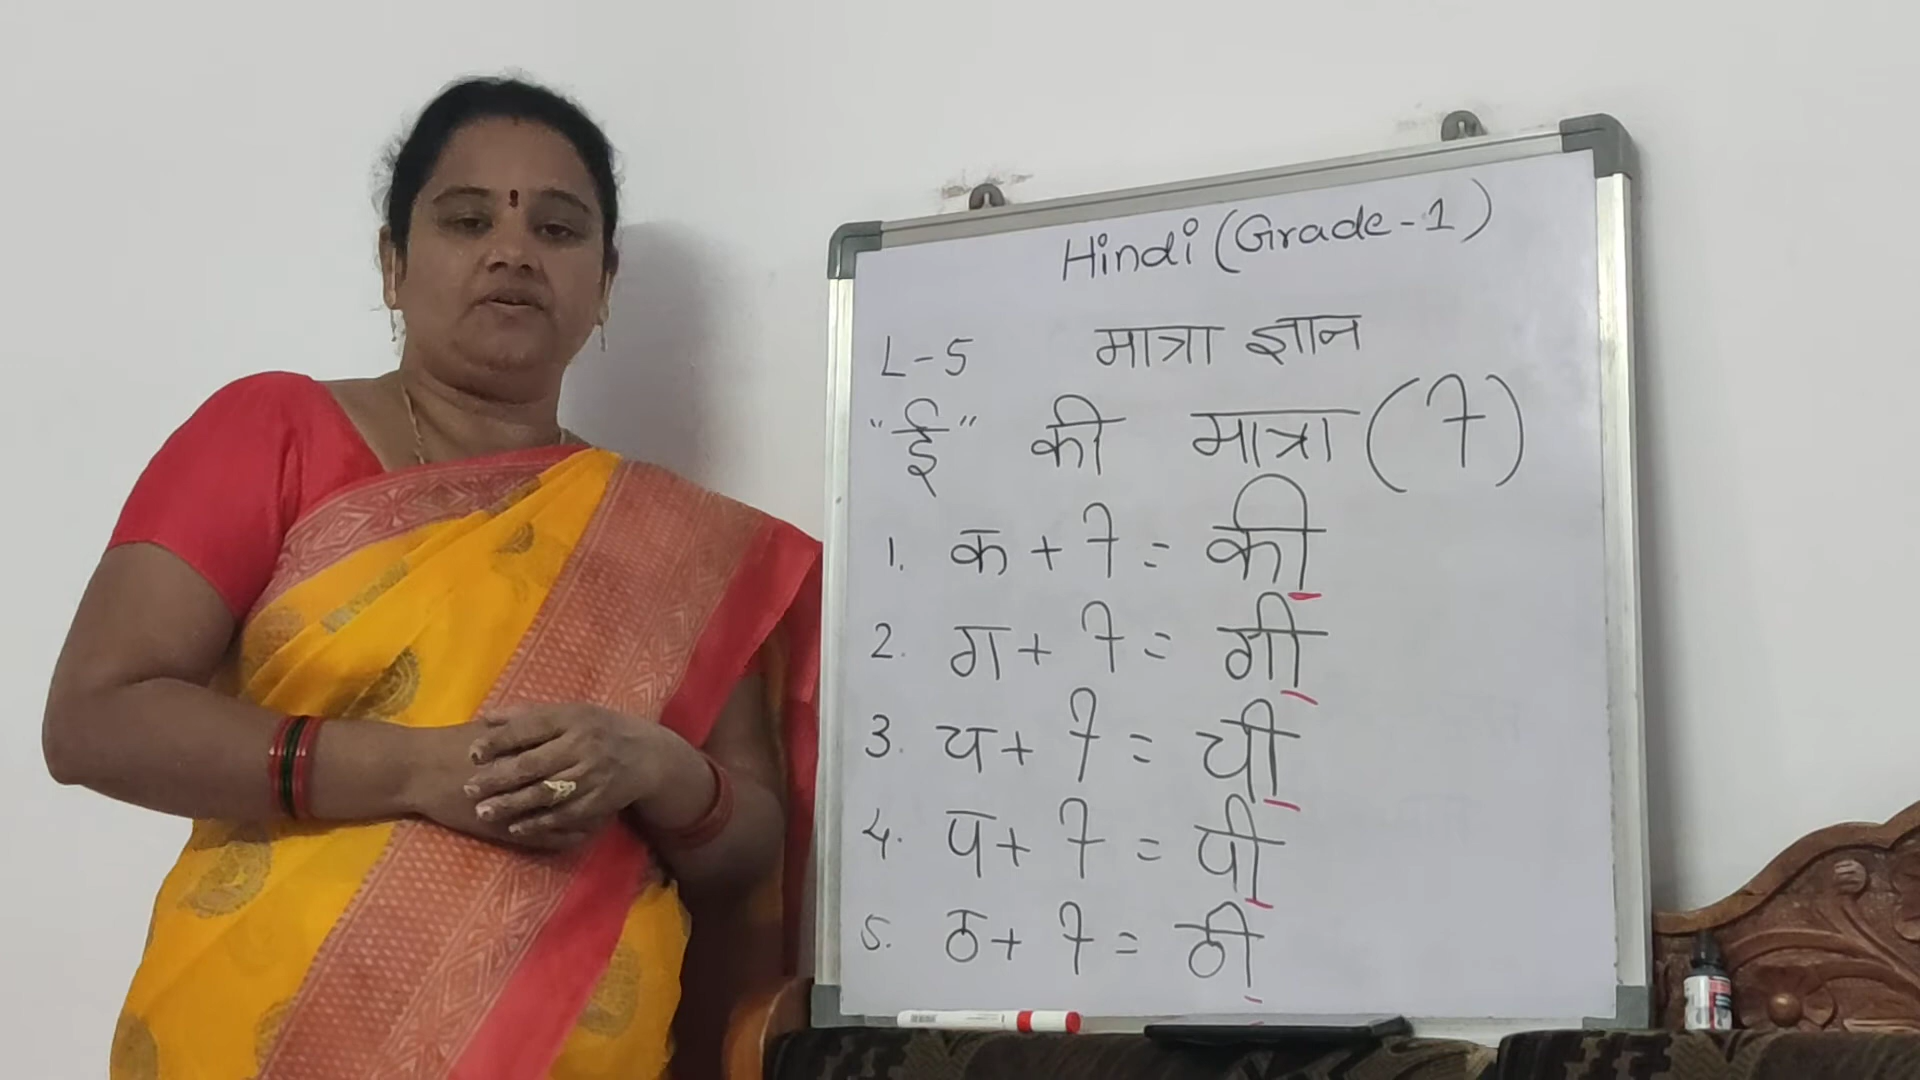 Hindi (Grade-1)
L-5 मात्रा ज्ञान
"ई" की मात्रा (ी)
1. क + ी = की
2. ग + ी = गी
3. य + ी = यी
4. प + ी = पी
5. ठ + ी = ठी